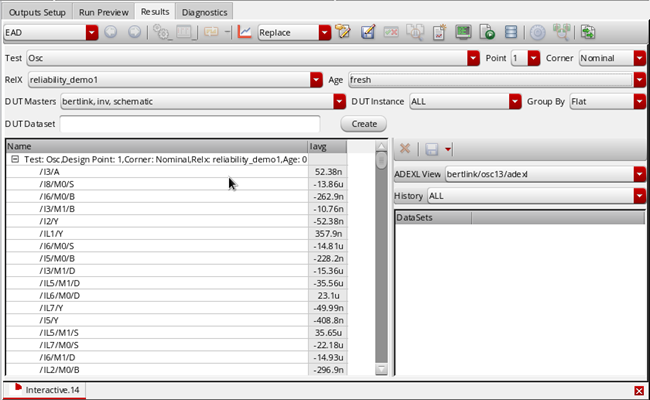 Outputs Setup Run Preview Results Diagnostics
EAD Replace
Test Osc Point 1 Corner Nominal
RelX reliability_demo1 Age fresh
DUT Masters bertlink, inv, schematic DUT Instance ALL Group By Flat
DUT Dataset Create
Name Iavg
Test: Osc,Design Point: 1,Corner: Nominal,Relx: reliability_demo1,Age: 0
/I3/A 52.38n
/I8/M0/S -13.86u
/I6/M0/B -262.9n
/I3/M1/B -10.76n
/I2/Y -52.38n
/IL1/Y 357.9n
/I6/M0/S -14.81u
/I5/M0/B -228.2n
/I3/M1/D -15.36u
/IL5/M1/D -35.56u
/IL6/M0/D 23.1u
/IL7/Y -49.99n
/I5/Y -408.8n
/IL5/M1/S 35.65u
/IL7/M0/S -22.18u
/I6/M1/D -14.93u
/IL2/M0/B -296.9n
ADEXL View bertlink/osc13/adexl
History ALL
DataSets
Interactive.14